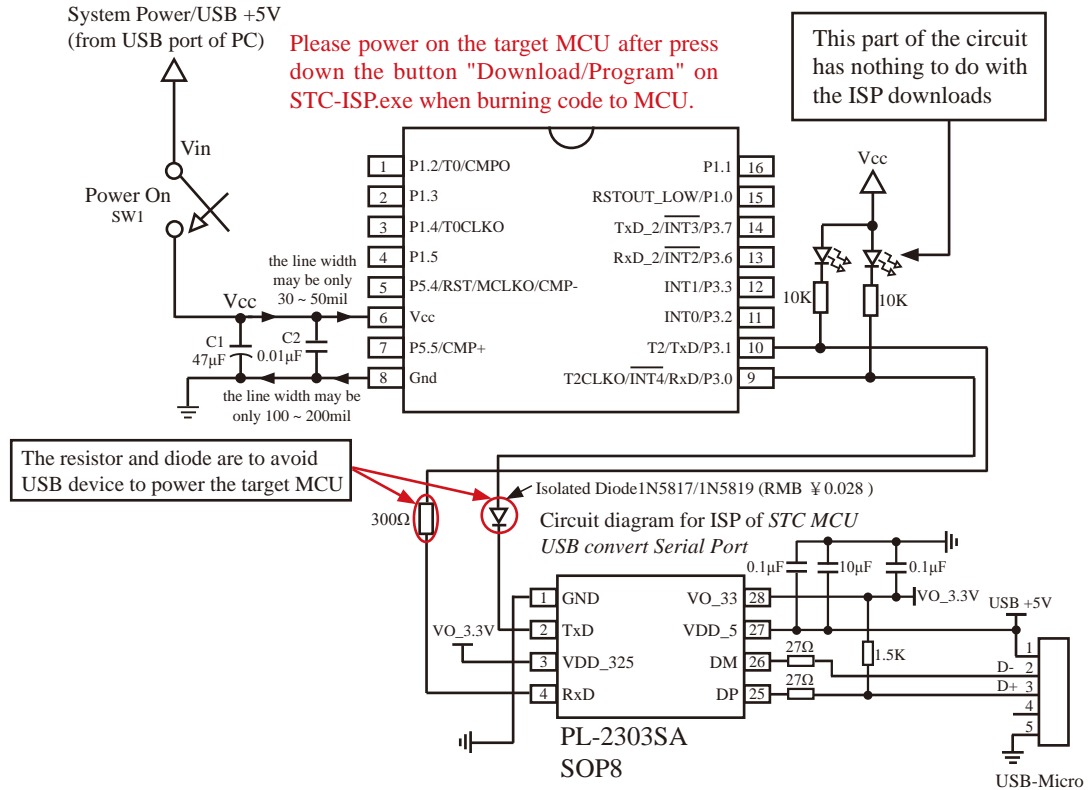 System Power/USB +5V
(from USB port of PC)
Please power on the target MCU after press
down the button "Download/Program" on
STC-ISP.exe when burning code to MCU.
This part of the circuit
has nothing to do with
the ISP downloads
Vin
Power On
SW1
Vcc
the line width
may be only
30 ~ 50mil
C1
47μF
C2
0.01μF
the line width may be
only 100 ~ 200mil
1 P1.2/T0/CMPO
2 P1.3
3 P1.4/T0CLKO
4 P1.5
5 P5.4/RST/MCLKO/CMP-
6 Vcc
7 P5.5/CMP+
8 Gnd
P1.1 16
RSTOUT_LOW/P1.0 15
TxD_2/INT3/P3.7 14
RxD_2/INT2/P3.6 13
INT1/P3.3 12
INT0/P3.2 11
T2/TxD/P3.1 10
T2CLKO/INT4/RxD/P3.0 9
Vcc
10K
10K
The resistor and diode are to avoid
USB device to power the target MCU
300Ω
Isolated Diode1N5817/1N5819 (RMB ¥0.028 )
Circuit diagram for ISP of STC MCU
USB convert Serial Port
0.1μF
10μF
0.1μF
1 GND
2 TxD
3 VDD_325
4 RxD
VO_3.3V
VO_33 28
VDD_5 27
DM 26
DP 25
VO_3.3V
USB +5V
1.5K
27Ω
27Ω
D-
D+
1
2
3
4
5
PL-2303SA
SOP8
USB-Micro